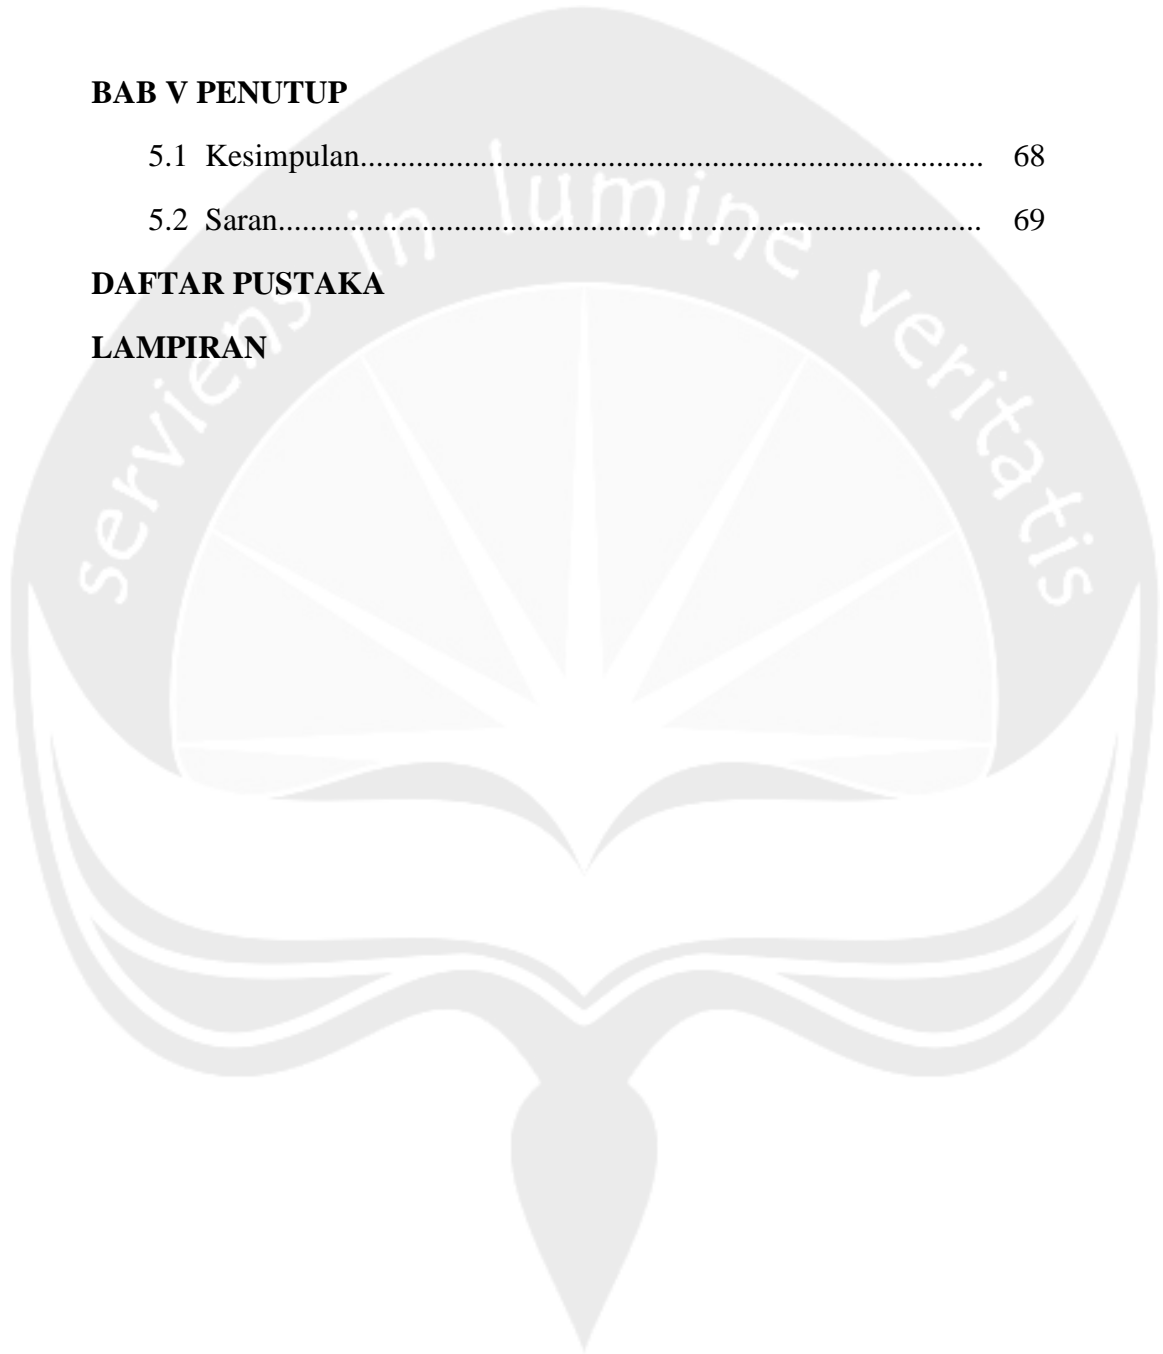 BAB V PENUTUP
5.1 Kesimpulan.............................................................................. 68
5.2 Saran........................................................................................ 69
DAFTAR PUSTAKA
LAMPIRAN
serviens in lumine veritatis